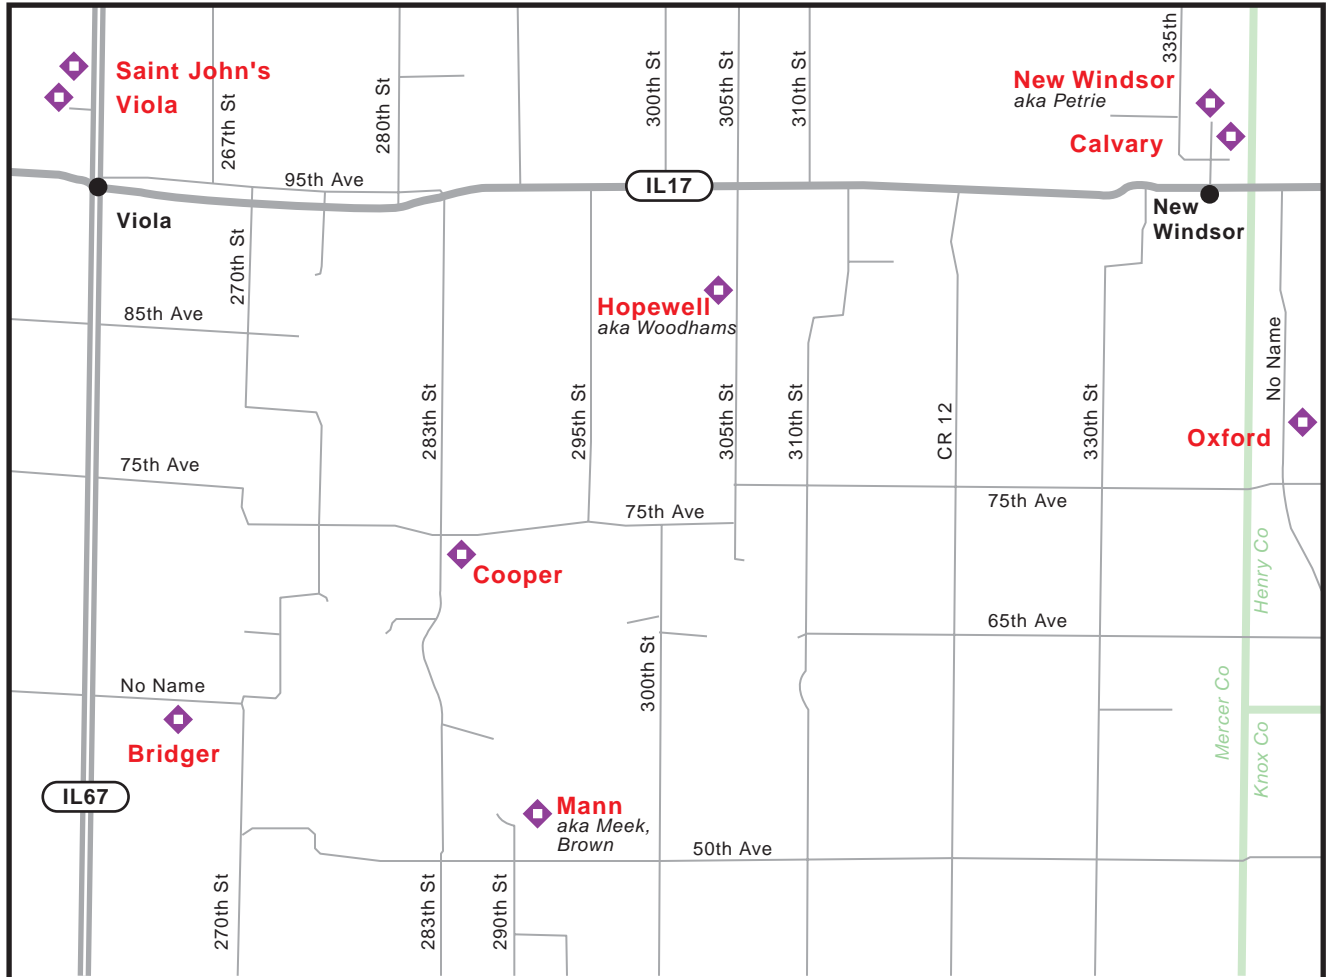 335th
300th St
305th St
310th St
280th St
267th St
Saint John's
Viola
New Windsor
aka Petrie
Calvary
95th Ave
IL17
Viola
New
Windsor
270th St
85th Ave
Hopewell
aka Woodhams
No Name
283th St
295th St
305th St
310th St
CR 12
330th St
Oxford
75th Ave
75th Ave
75th Ave
Cooper
Henry Co
65th Ave
300th St
No Name
Mercer Co
Knox Co
Bridger
IL67
Mann
aka Meek,
Brown
50th Ave
270th St
283th St
290th St